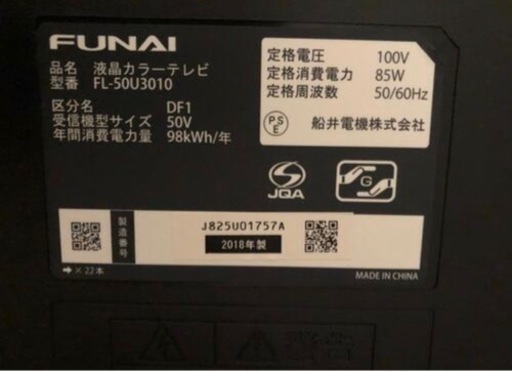 FUNAI
品名 液晶カラーテレビ
型番 FL-50U3010
区分名 DF1
受信機型サイズ 50V
年間消費電力量 98kWh/年
定格電圧 100V
定格消費電力 85W
定格周波数 50/60Hz
PS
E
船井電機株式会社
JQA
G
製造番号
J825U01757A
2018年製
→ × 22本
MADE IN CHINA